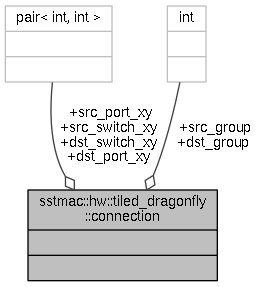 pair< int, int >
int
+src_port_xy
+src_switch_xy
+dst_switch_xy
+dst_port_xy
+src_group
+dst_group
sstmac::hw::tiled_dragonfly
::connection